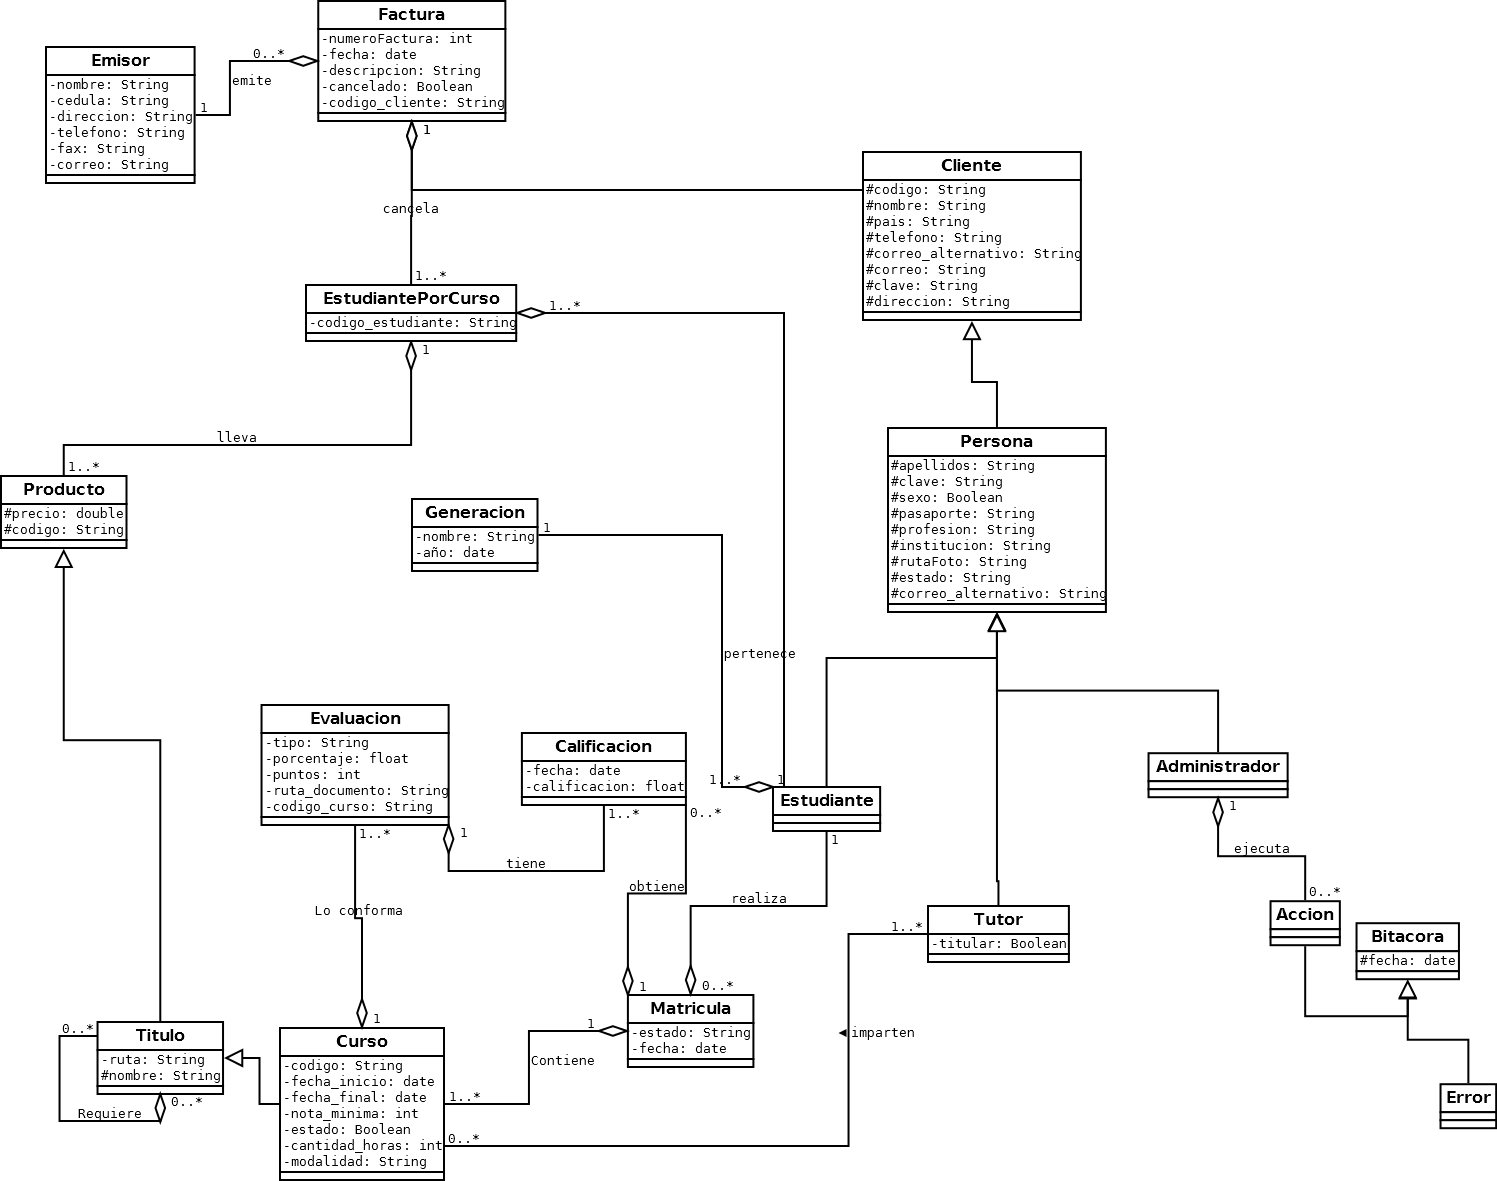 Factura
-numeroFactura: int
-fecha: date
-descripcion: String
-cancelado: Boolean
-codigo_cliente: String
Emisor
-nombre: String
-cedula: String
-direccion: String
-telefono: String
-fax: String
-correo: String
0..*
emite
1
1
cancela
1..*
Cliente
#codigo: String
#nombre: String
#pais: String
#telefono: String
#correo_alternativo: String
#correo: String
#clave: String
#direccion: String
EstudiantePorCurso
-codigo_estudiante: String
1..*
1
lleva
1..*
Producto
#precio: double
#codigo: String
Persona
#apellidos: String
#clave: String
#sexo: Boolean
#pasaporte: String
#profesion: String
#institucion: String
#rutaFoto: String
#estado: String
#correo_alternativo: String
Generacion
-nombre: String
-año: date
1
pertenece
1..*
1
Evaluacion
-tipo: String
-porcentaje: float
-puntos: int
-ruta_documento: String
-codigo_curso: String
1..*
1
tiene
Calificacion
-fecha: date
-calificacion: float
1..*
0..*
Estudiante
1
Administrador
1
ejecuta
0..*
obtiene
realiza
Lo conforma
Tutor
-titular: Boolean
1..*
Accion
Bitacora
#fecha: date
1
0..*
Matricula
-estado: String
-fecha: date
1
Contiene
1..*
imparten
0..*
Titulo
-ruta: String
#nombre: String
0..*
Requiere
0..*
1
Curso
-codigo: String
-fecha_inicio: date
-fecha_final: date
-nota_minima: int
-estado: Boolean
-cantidad_horas: int
-modalidad: String
Error